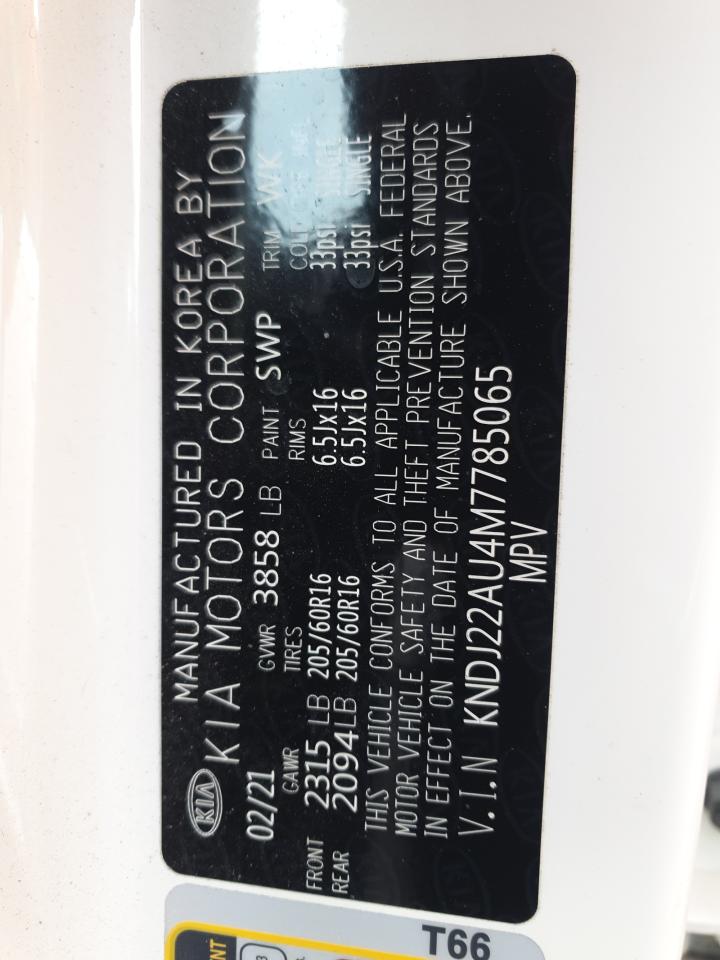 KIA
MANUFACTURED IN KOREA BY
KIA MOTORS CORPORATION
02/21 GVWR 3858 LB PAINT SWP TRIM WK
GAWR TIRES RIMS
FRONT 2315 LB 205/60R16 6.5Jx16 33psi SINGLE
REAR 2094LB 205/60R16 6.5Jx16 33psi SINGLE
THIS VEHICLE CONFORMS TO ALL APPLICABLE U.S.A. FEDERAL
MOTOR VEHICLE SAFETY AND THEFT PREVENTION STANDARDS
IN EFFECT ON THE DATE OF MANUFACTURE SHOWN ABOVE.
V.I.N KNDJ22AU4M7785065
MPV
T66